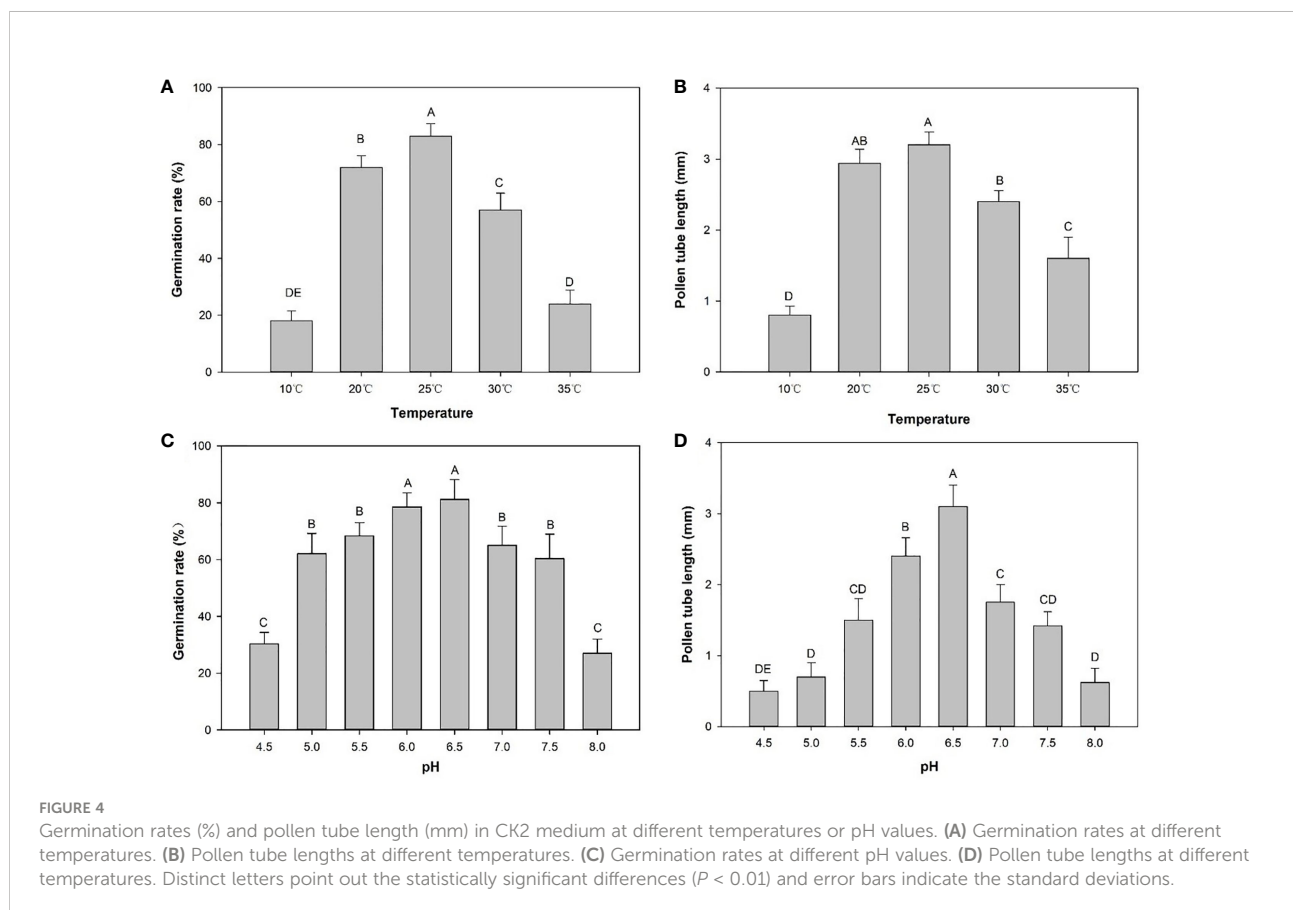 A
Germination rate (%)
100
80
60
40
20
0
DE
B
A
C
D
10℃ 20℃ 25℃ 30℃ 35℃
Temperature
B
Pollen tube length (mm)
4
3
2
1
0
D
AB
A
B
C
10℃ 20℃ 25℃ 30℃ 35℃
Temperature
C
Germination rate (%)
100
80
60
40
20
0
C
B
B
A
A
B
B
C
4.5 5.0 5.5 6.0 6.5 7.0 7.5 8.0
pH
D
Pollen tube length (mm)
4
3
2
1
0
DE
D
CD
B
A
C
CD
D
4.5 5.0 5.5 6.0 6.5 7.0 7.5 8.0
pH
FIGURE 4
Germination rates (%) and pollen tube length (mm) in CK2 medium at different temperatures or pH values. (A) Germination rates at different
temperatures. (B) Pollen tube lengths at different temperatures. (C) Germination rates at different pH values. (D) Pollen tube lengths at different
temperatures. Distinct letters point out the statistically significant differences (P < 0.01) and error bars indicate the standard deviations.